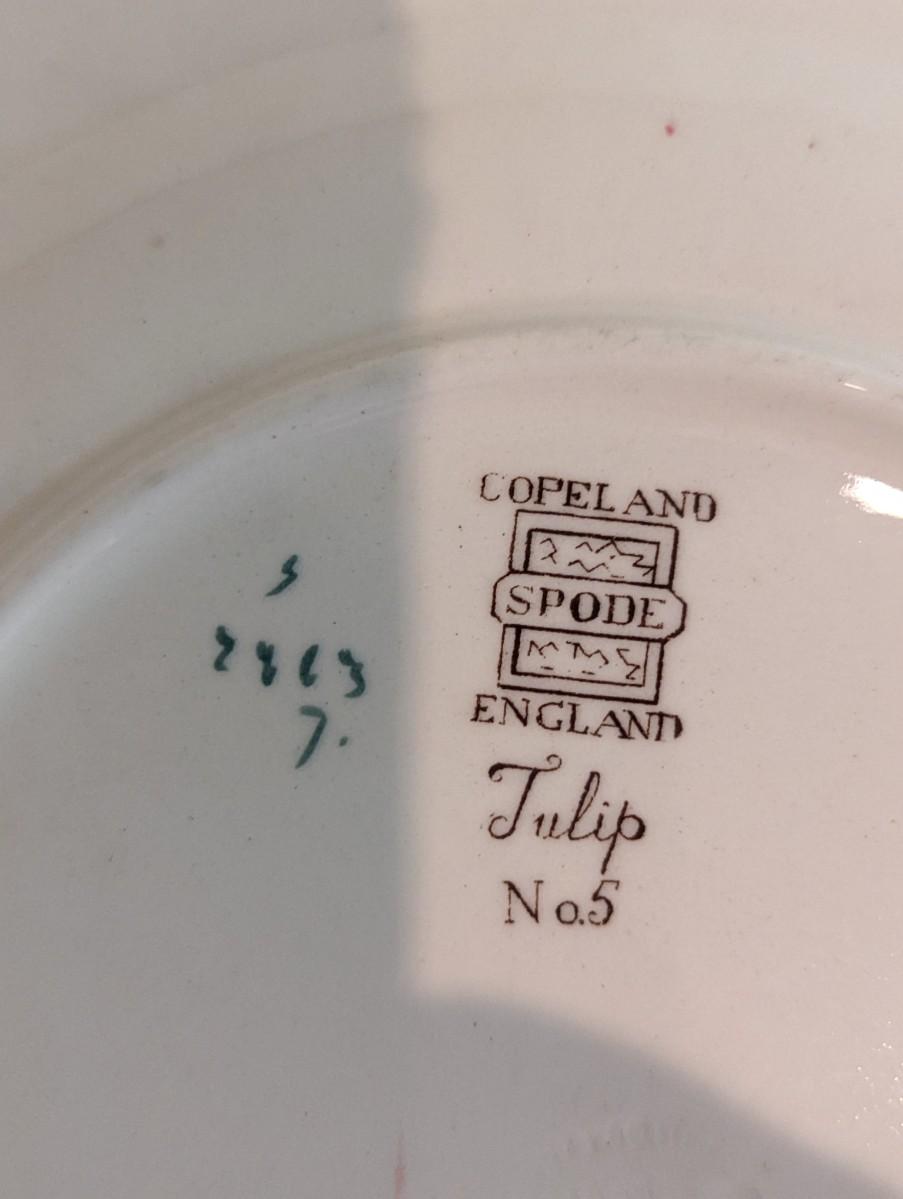 COPELAND
SPODE
ENGLAND
Tulip
No.5
S
7.